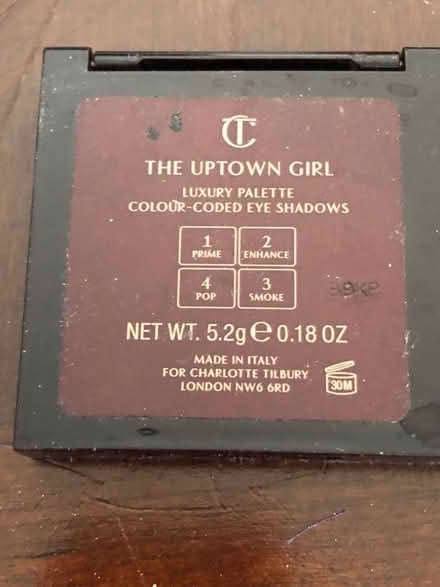 THE UPTOWN GIRL
LUXURY PALETTE
COLOUR-CODED EYE SHADOWS
1 2
PRIME ENHANCE
4 3
POP SMOKE
NET WT. 5.2g ℮ 0.18 OZ
MADE IN ITALY
FOR CHARLOTTE TILBURY
LONDON NW6 6RD
30M